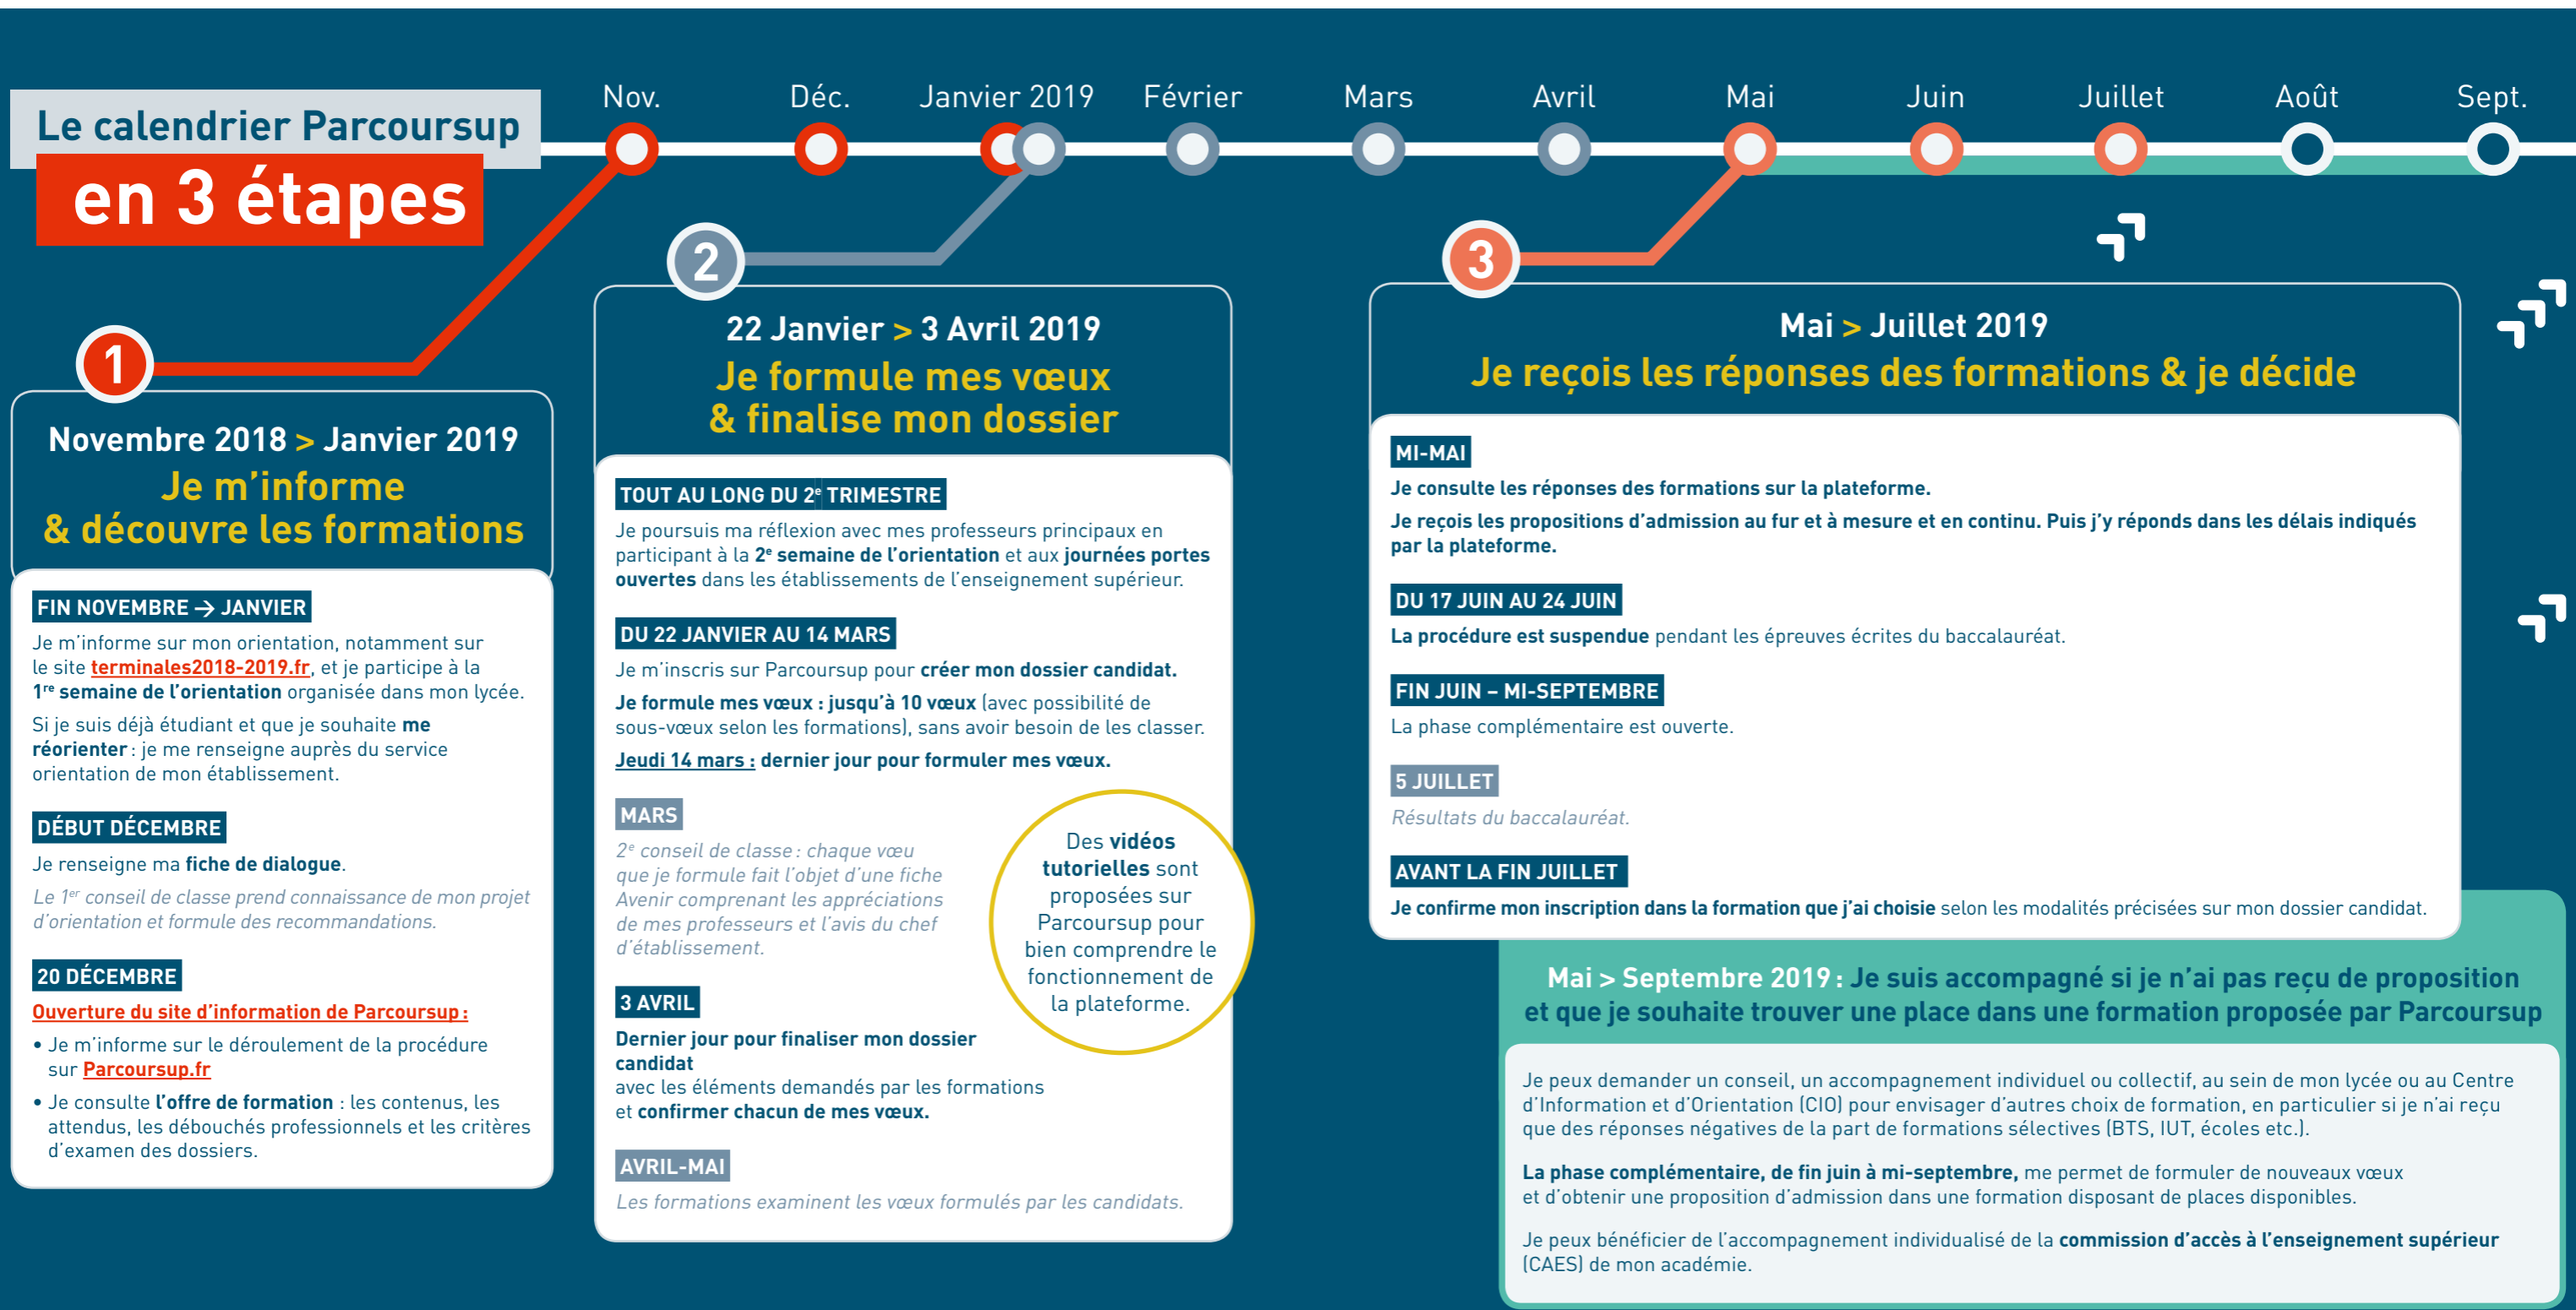 Le calendrier Parcoursup
en 3 étapes
Nov.
Déc.
Janvier 2019
Février
Mars
Avril
Mai
Juin
Juillet
Août
Sept.
1
Novembre 2018 > Janvier 2019
Je m'informe
& découvre les formations
FIN NOVEMBRE → JANVIER
Je m'informe sur mon orientation, notamment sur
le site terminales2018-2019.fr, et je participe à la
1re semaine de l'orientation organisée dans mon lycée.
Si je suis déjà étudiant et que je souhaite me
réorienter : je me renseigne auprès du service
orientation de mon établissement.
DÉBUT DÉCEMBRE
Je renseigne ma fiche de dialogue.
Le 1er conseil de classe prend connaissance de mon projet
d'orientation et formule des recommandations.
20 DÉCEMBRE
Ouverture du site d'information de Parcoursup :
• Je m'informe sur le déroulement de la procédure
sur Parcoursup.fr
• Je consulte l'offre de formation : les contenus, les
attendus, les débouchés professionnels et les critères
d'examen des dossiers.
2
22 Janvier > 3 Avril 2019
Je formule mes vœux
& finalise mon dossier
TOUT AU LONG DU 2e TRIMESTRE
Je poursuis ma réflexion avec mes professeurs principaux en
participant à la 2e semaine de l'orientation et aux journées portes
ouvertes dans les établissements de l'enseignement supérieur.
DU 22 JANVIER AU 14 MARS
Je m'inscris sur Parcoursup pour créer mon dossier candidat.
Je formule mes vœux : jusqu'à 10 vœux (avec possibilité de
sous-vœux selon les formations), sans avoir besoin de les classer.
Jeudi 14 mars : dernier jour pour formuler mes vœux.
MARS
2e conseil de classe : chaque vœu
que je formule fait l'objet d'une fiche
Avenir comprenant les appréciations
de mes professeurs et l'avis du chef
d'établissement.
Des vidéos
tutorielles sont
proposées sur
Parcoursup pour
bien comprendre le
fonctionnement de
la plateforme.
3 AVRIL
Dernier jour pour finaliser mon dossier
candidat
avec les éléments demandés par les formations
et confirmer chacun de mes vœux.
AVRIL-MAI
Les formations examinent les vœux formulés par les candidats.
3
Mai > Juillet 2019
Je reçois les réponses des formations & je décide
MI-MAI
Je consulte les réponses des formations sur la plateforme.
Je reçois les propositions d'admission au fur et à mesure et en continu. Puis j'y réponds dans les délais indiqués
par la plateforme.
DU 17 JUIN AU 24 JUIN
La procédure est suspendue pendant les épreuves écrites du baccalauréat.
FIN JUIN – MI-SEPTEMBRE
La phase complémentaire est ouverte.
5 JUILLET
Résultats du baccalauréat.
AVANT LA FIN JUILLET
Je confirme mon inscription dans la formation que j'ai choisie selon les modalités précisées sur mon dossier candidat.
Mai > Septembre 2019 : Je suis accompagné si je n'ai pas reçu de proposition
et que je souhaite trouver une place dans une formation proposée par Parcoursup
Je peux demander un conseil, un accompagnement individuel ou collectif, au sein de mon lycée ou au Centre
d'Information et d'Orientation (CIO) pour envisager d'autres choix de formation, en particulier si je n'ai reçu
que des réponses négatives de la part de formations sélectives (BTS, IUT, écoles etc.).
La phase complémentaire, de fin juin à mi-septembre, me permet de formuler de nouveaux vœux
et d'obtenir une proposition d'admission dans une formation disposant de places disponibles.
Je peux bénéficier de l'accompagnement individualisé de la commission d'accès à l'enseignement supérieur
(CAES) de mon académie.